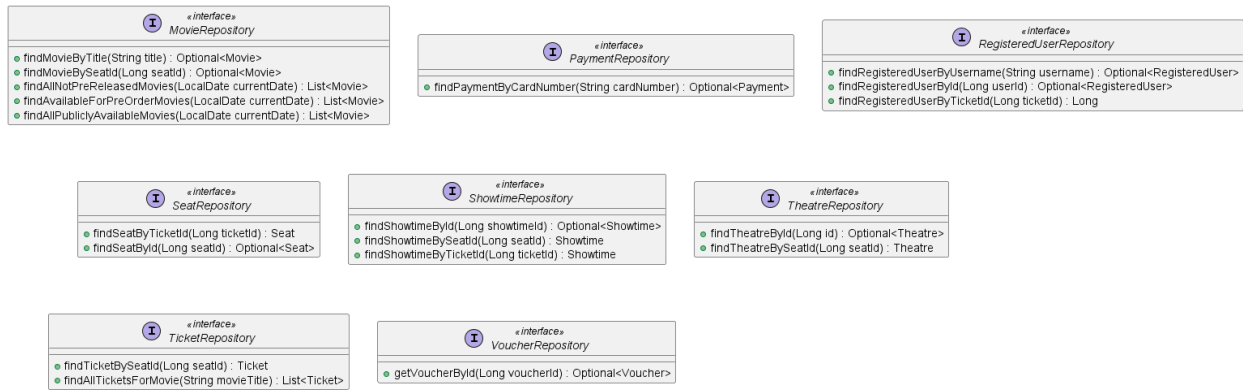 «interface»
I
MovieRepository
findMovieByTitle(String title) : Optional<Movie>
findMovieBySeatId(Long seatId) : Optional<Movie>
findAllNotPreReleasedMovies(LocalDate currentDate) : List<Movie>
findAvailableForPreOrderMovies(LocalDate currentDate) : List<Movie>
findAllPubliclyAvailableMovies(LocalDate currentDate) : List<Movie>
«interface»
I
PaymentRepository
findPaymentByCardNumber(String cardNumber) : Optional<Payment>
«interface»
I
RegisteredUserRepository
findRegisteredUserByUsername(String username) : Optional<RegisteredUser>
findRegisteredUserById(Long userId) : Optional<RegisteredUser>
findRegisteredUserByTicketId(Long ticketId) : Long
«interface»
I
SeatRepository
findSeatByTicketId(Long ticketId) : Seat
findSeatById(Long seatId) : Optional<Seat>
«interface»
I
ShowtimeRepository
findShowtimeById(Long showtimeId) : Optional<Showtime>
findShowtimeBySeatId(Long seatId) : Showtime
findShowtimeByTicketId(Long ticketId) : Showtime
«interface»
I
TheatreRepository
findTheatreById(Long id) : Optional<Theatre>
findTheatreBySeatId(Long seatId) : Theatre
«interface»
I
TicketRepository
findTicketBySeatId(Long seatId) : Ticket
findAllTicketsForMovie(String movieTitle) : List<Ticket>
«interface»
I
VoucherRepository
getVoucherById(Long voucherId) : Optional<Voucher>